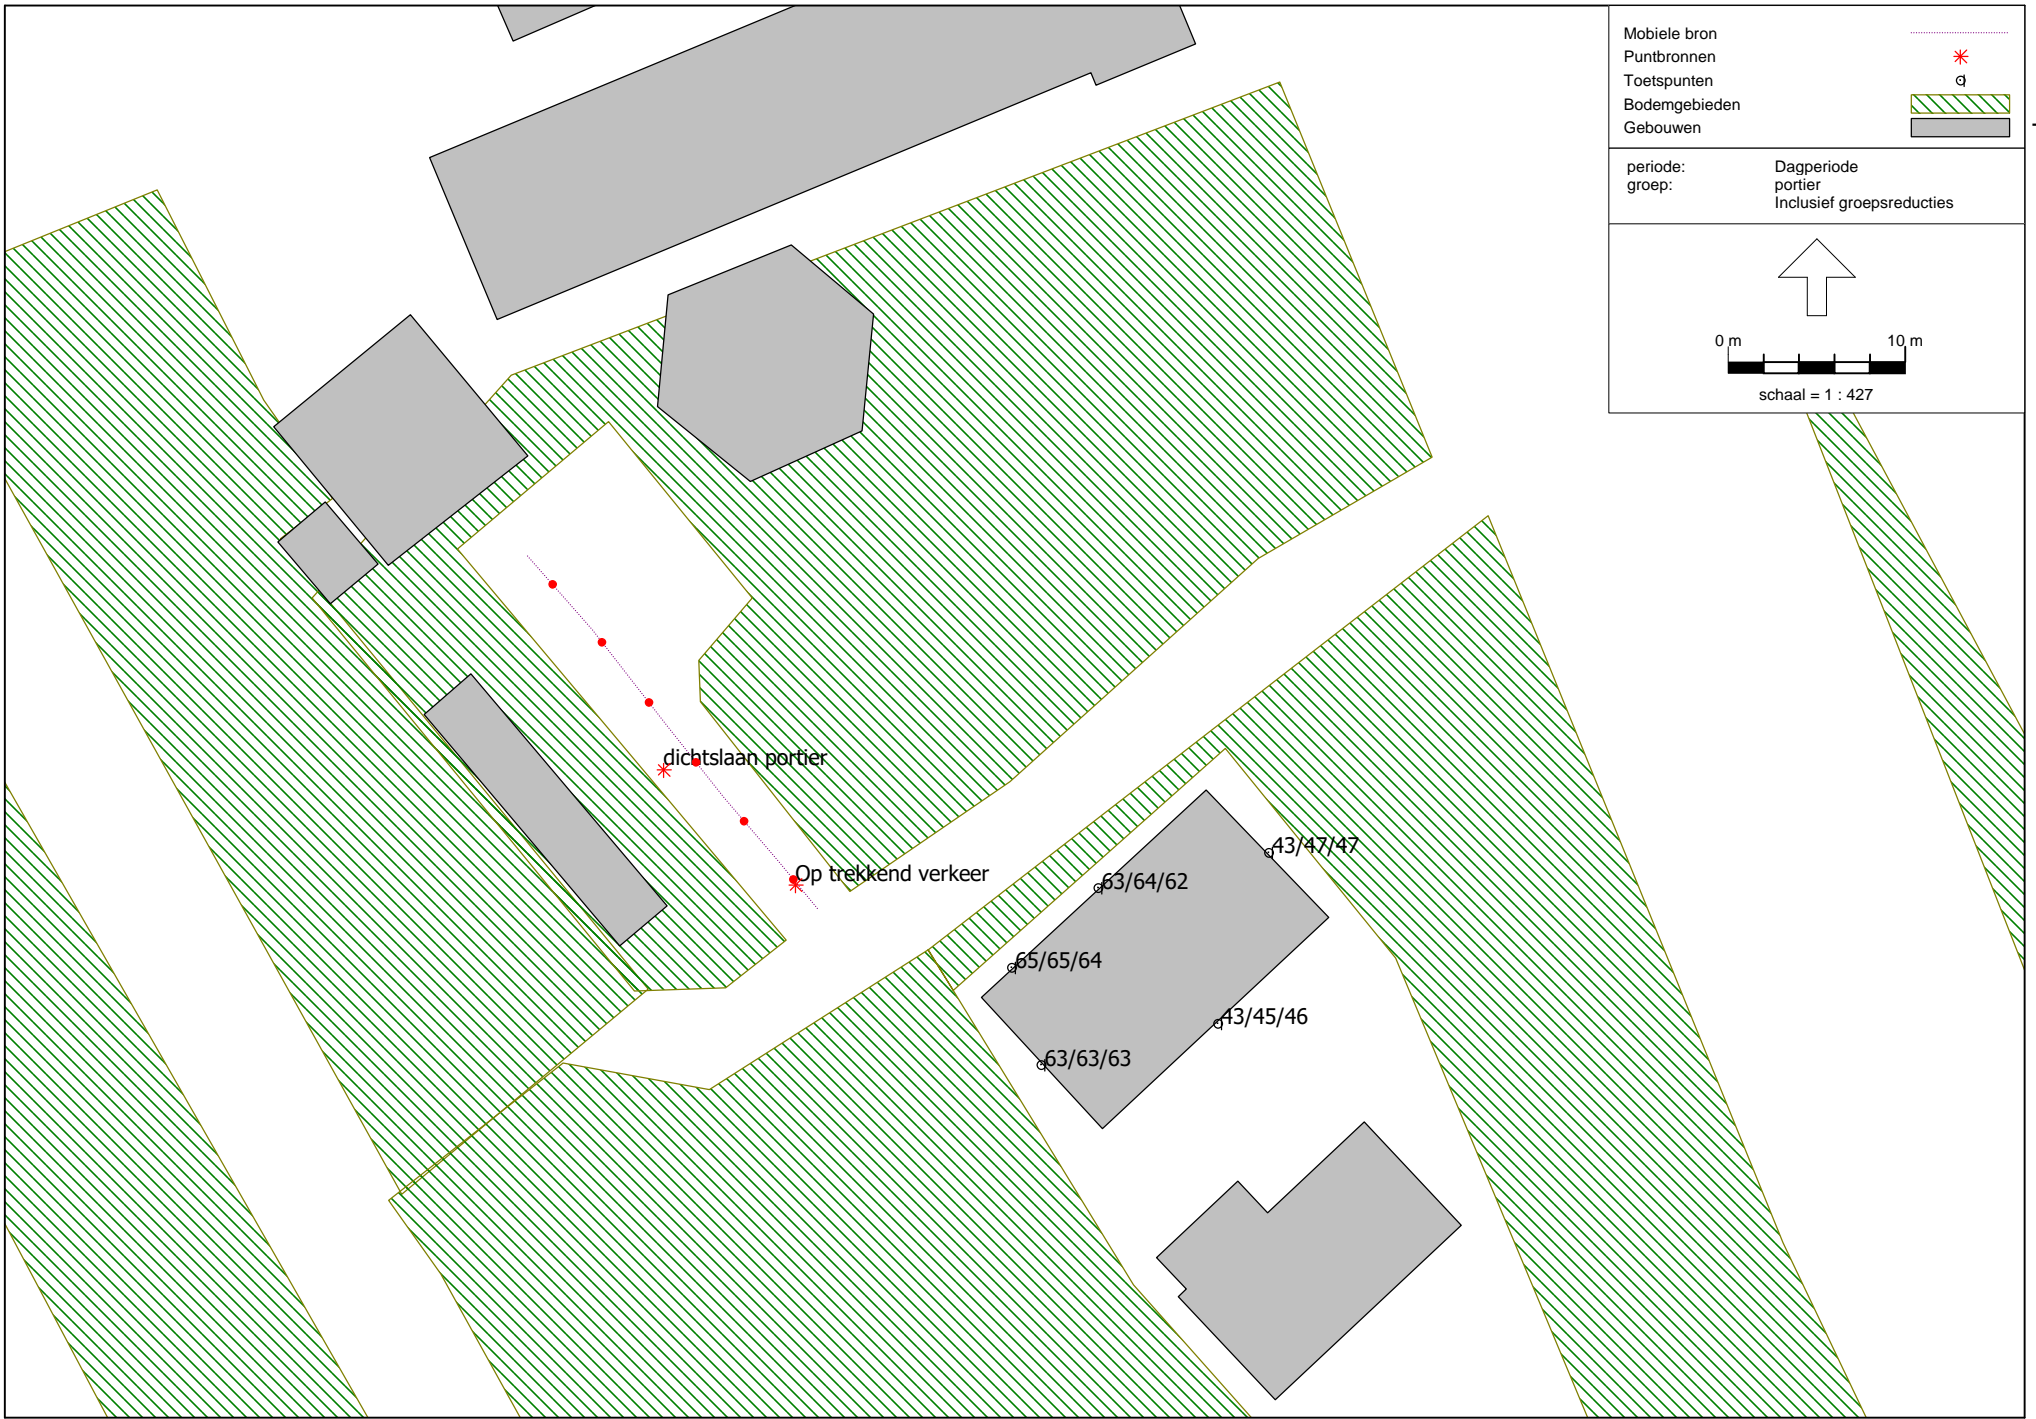 Mobiele bron
Puntbronnen
Toetspunten
Bodemgebieden
Gebouwen
periode: Dagperiode
groep: portier
Inclusief groepsreducties
0 m 10 m
schaal = 1 : 427
dichtslaan portier
Op trekkend verkeer
43/47/47
63/64/62
65/65/64
43/45/46
63/63/63